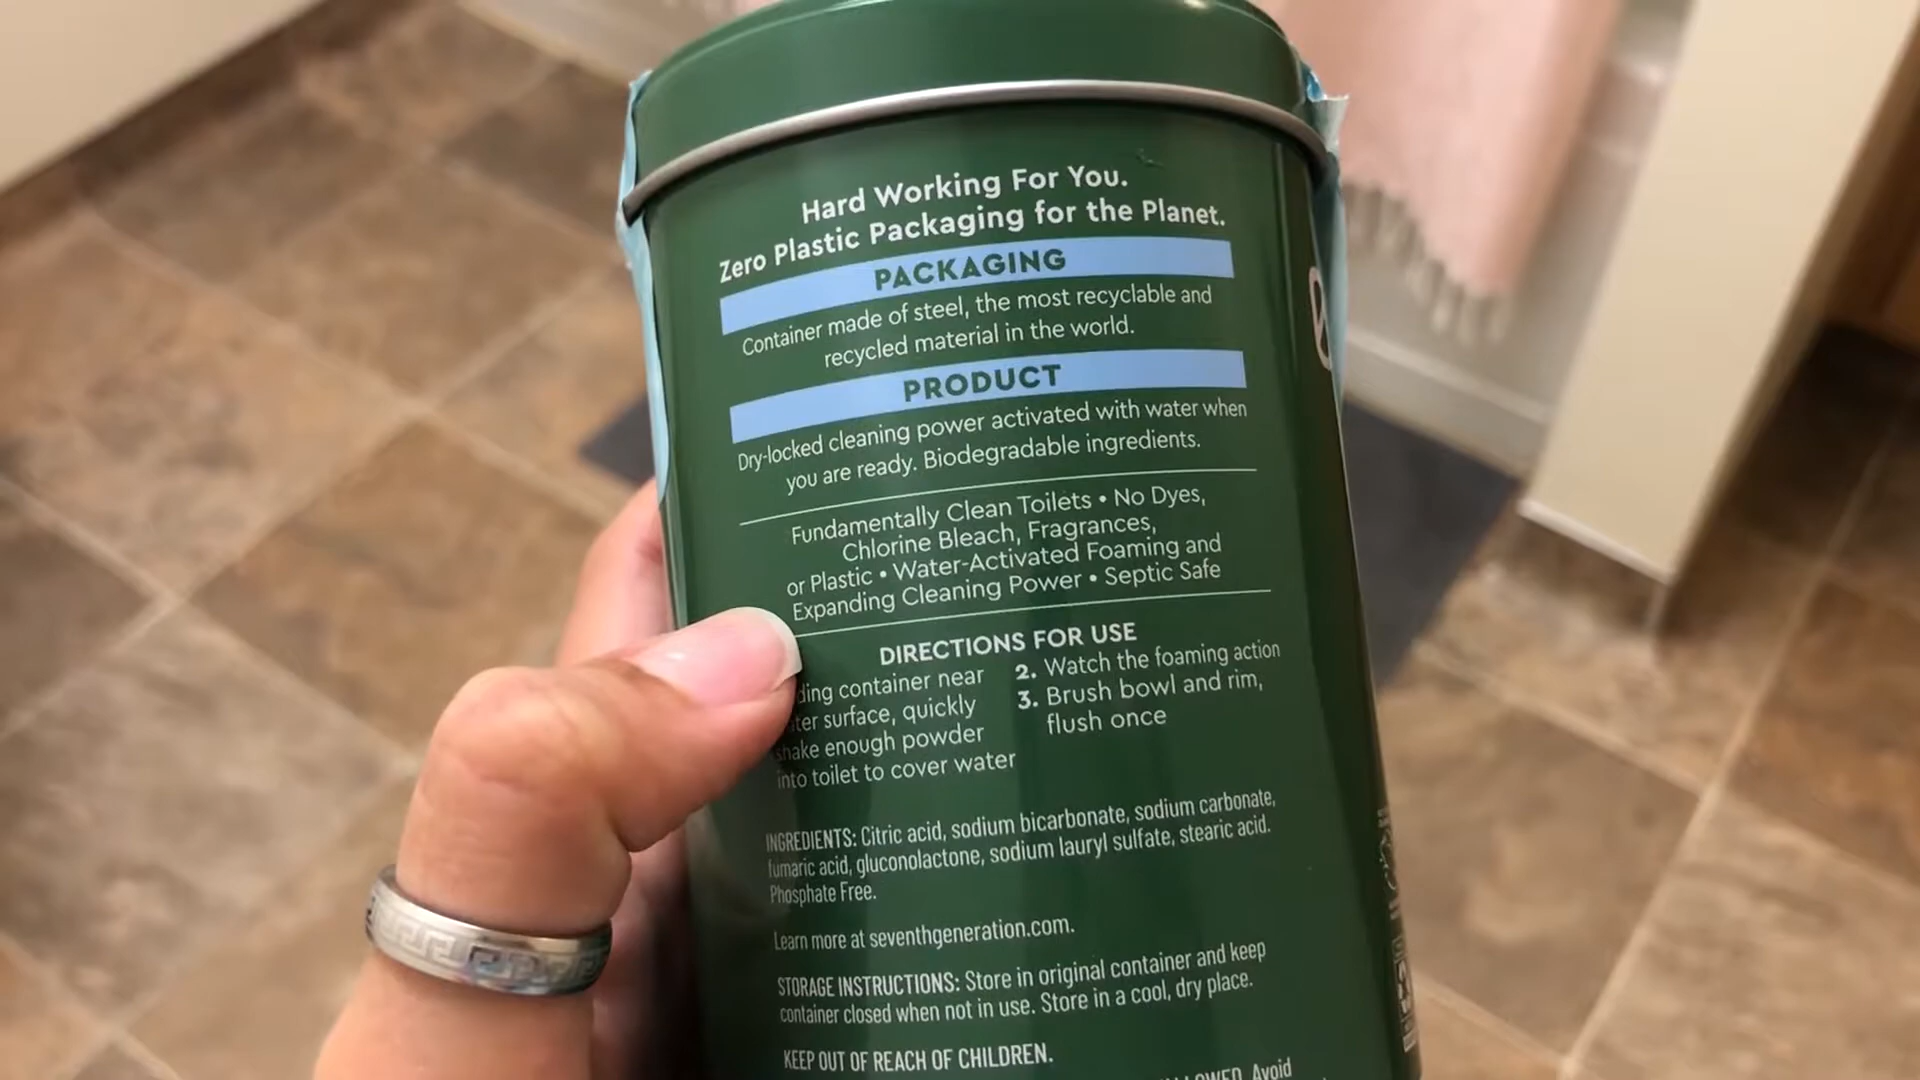 Hard Working For You.
Zero Plastic Packaging for the Planet.
PACKAGING
Container made of steel, the most recyclable and
recycled material in the world.
PRODUCT
Dry-locked cleaning power activated with water when
you are ready. Biodegradable ingredients.
Fundamentally Clean Toilets • No Dyes,
Chlorine Bleach, Fragrances,
or Plastic • Water-Activated Foaming and
Expanding Cleaning Power • Septic Safe
DIRECTIONS FOR USE
container near
surface, quickly
shake enough powder
into toilet to cover water
2. Watch the foaming action
3. Brush bowl and rim,
flush once
INGREDIENTS: Citric acid, sodium bicarbonate, sodium carbonate,
fumaric acid, gluconolactone, sodium lauryl sulfate, stearic acid.
Phosphate Free.
Learn more at seventhgeneration.com.
STORAGE INSTRUCTIONS: Store in original container and keep
container closed when not in use. Store in a cool, dry place.
KEEP OUT OF REACH OF CHILDREN.
Avoid